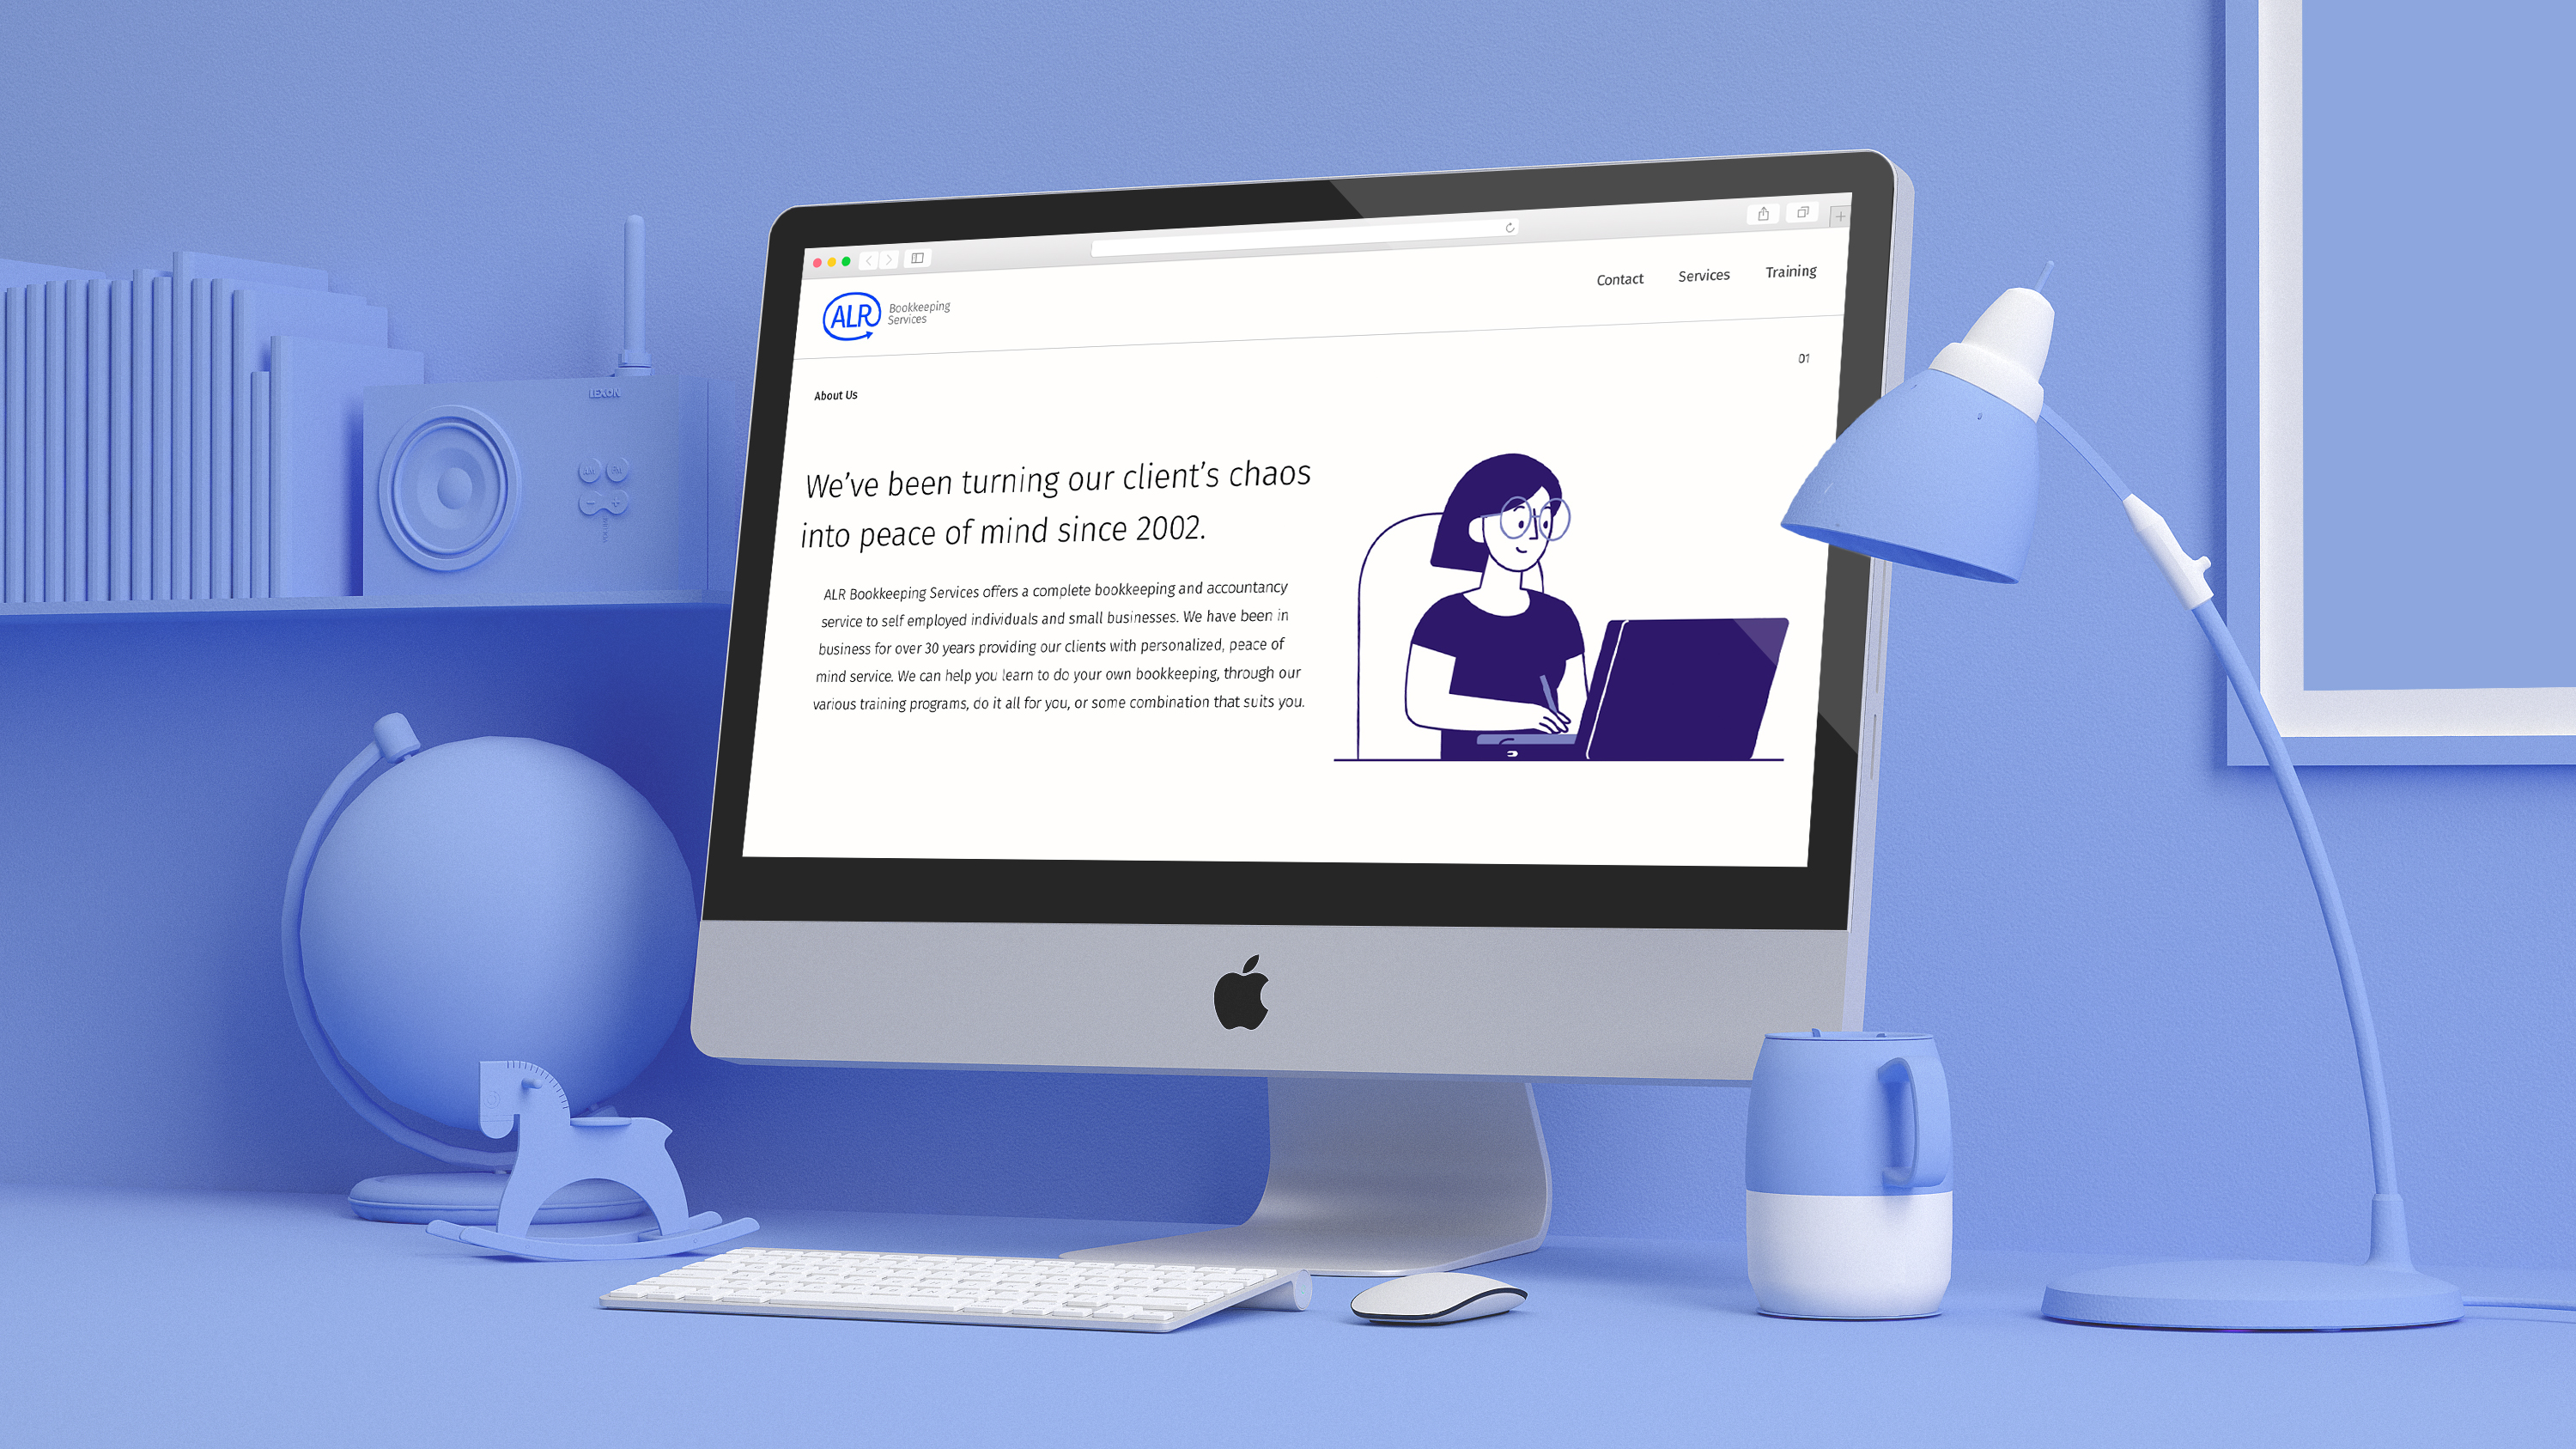 LEXON
AM FM
ALR
Bookkeeping
Services
Contact Services Training
01
About Us
We've been turning our client's chaos
into peace of mind since 2002.
ALR Bookkeeping Services offers a complete bookkeeping and accountancy
service to self employed individuals and small businesses. We have been in
business for over 30 years providing our clients with personalized, peace of
mind service. We can help you learn to do your own bookkeeping, through our
various training programs, do it all for you, or some combination that suits you.